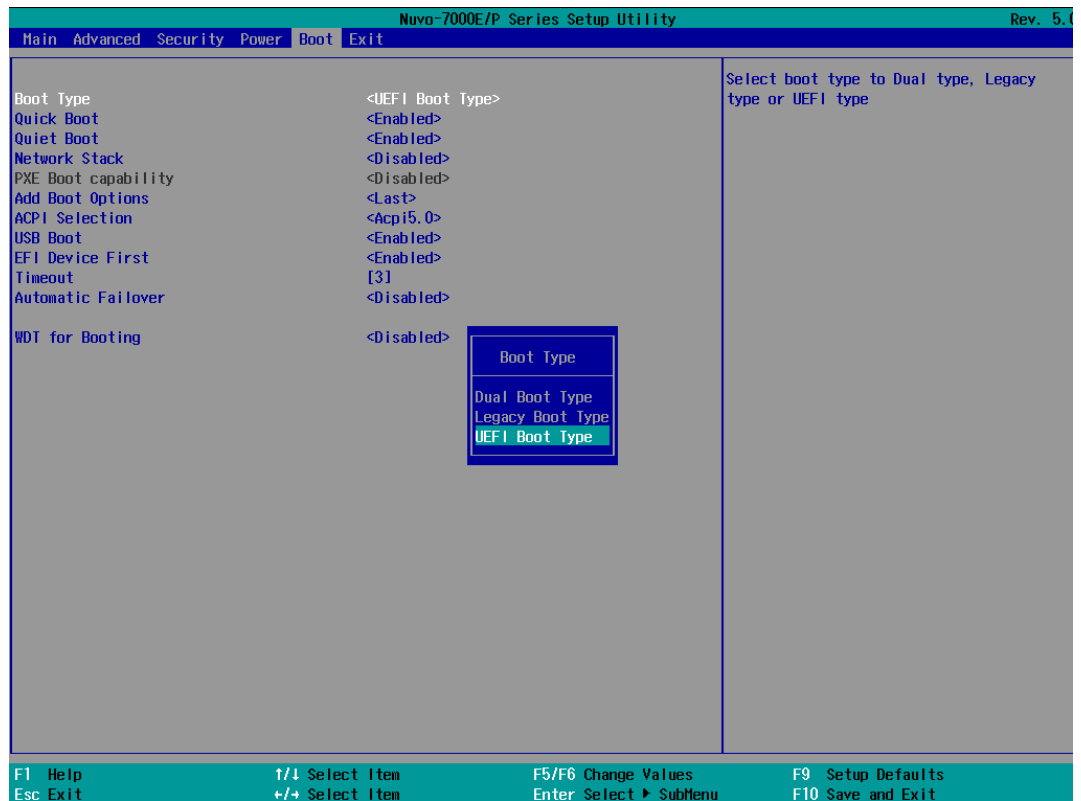 Nuvo-7000E/P Series Setup Utility Rev. 5.0
Main Advanced Security Power Boot Exit
Select boot type to Dual type, Legacy
type or UEFI type
Boot Type <UEFI Boot Type>
Quick Boot <Enabled>
Quiet Boot <Enabled>
Network Stack <Disabled>
PXE Boot capability <Disabled>
Add Boot Options <Last>
ACPI Selection <Acpi5.0>
USB Boot <Enabled>
EFI Device First <Enabled>
Timeout [3]
Automatic Failover <Disabled>
WDT for Booting <Disabled>
Boot Type
Dual Boot Type
Legacy Boot Type
UEFI Boot Type
F1 Help ↑/↓ Select Item F5/F6 Change Values F9 Setup Defaults
Esc Exit ←/→ Select Item Enter Select ▶ SubMenu F10 Save and Exit